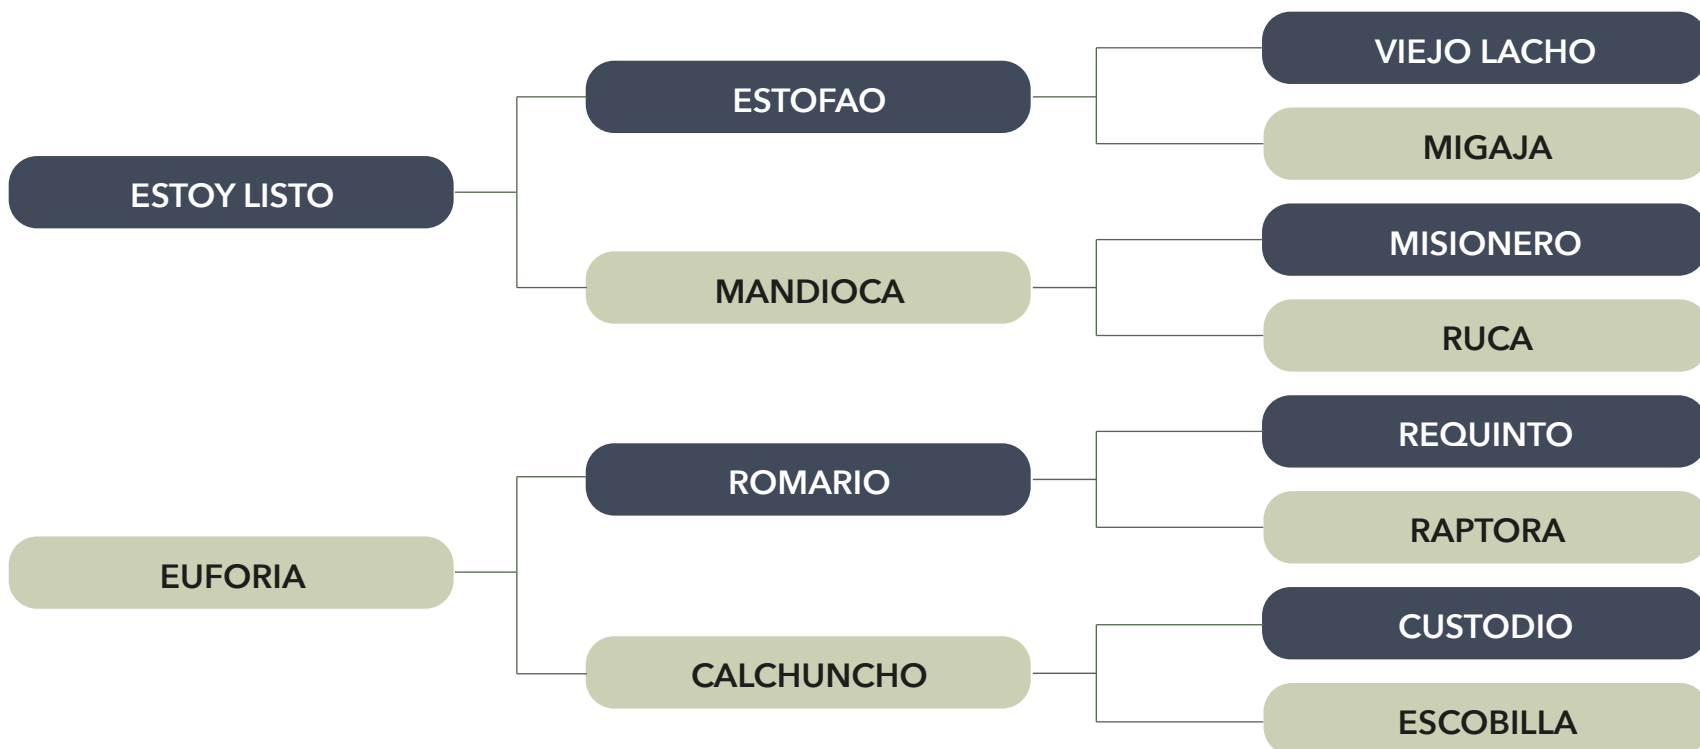 VIEJO LACHO
ESTOFAO
MIGAJA
ESTOY LISTO
MISIONERO
MANDIOCA
RUCA
REQUINTO
ROMARIO
RAPTORA
EUFORIA
CUSTODIO
CALCHUNCHO
ESCOBILLA